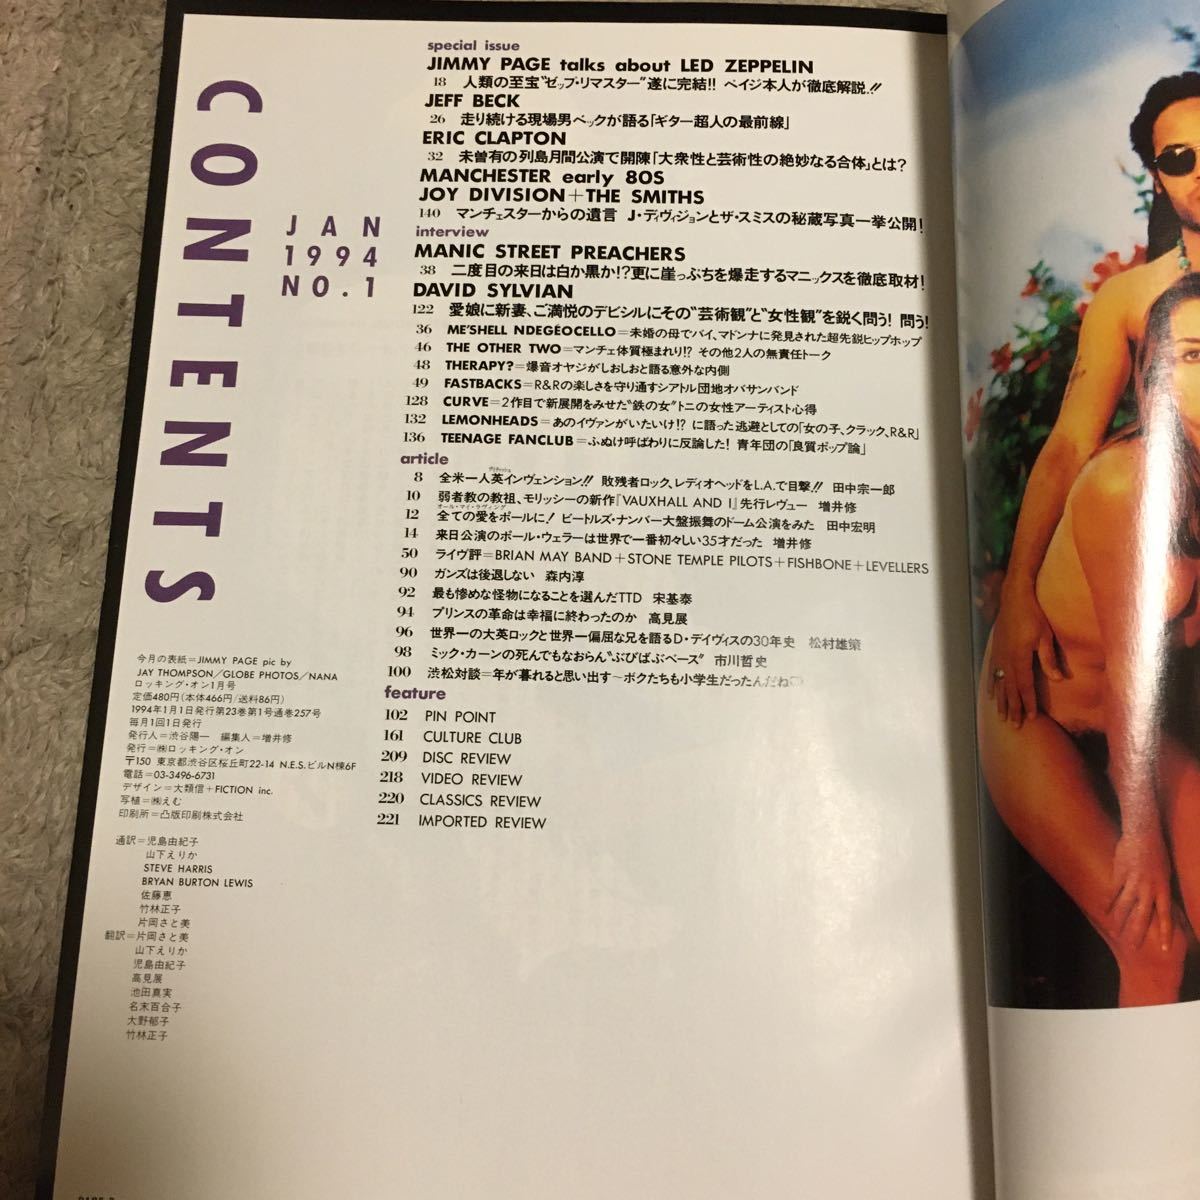 CONTENTS
JAN
1994
NO.1
special issue
JIMMY PAGE talks about LED ZEPPELIN
18 人類の至宝"ゼップ・リマスター"遂に完結!! ペイジ本人が徹底解説!!
JEFF BECK
26 走り続ける現場男ベックが語る「ギター超人の最前線」
ERIC CLAPTON
32 未曽有の列島月間公演で開陳「大衆性と芸術性の絶妙なる合体」とは?
MANCHESTER early 80S
JOY DIVISION+THE SMITHS
140 マンチェスターからの遺言 J・ディヴィジョンとザ・スミスの秘蔵写真一挙公開!
interview
MANIC STREET PREACHERS
38 二度目の来日は白か黒か!?更に崖っぷちを爆走するマニックスを徹底取材!
DAVID SYLVIAN
122 愛娘に新妻、ご満悦のデビシルにその"芸術観"と"女性観"を鋭く問う! 問う!
36 ME'SHELL NDEGÉOCELLO=未婚の母でバイ、マドンナに発見された超先鋭ヒップホップ
46 THE OTHER TWO=マンチェ体質極まれり!? その他2人の無責任トーク
48 THERAPY?=爆音オヤジがしおしおと語る意外な内側
49 FASTBACKS=R&Rの楽しさを守り通すシアトル団地オバサンバンド
128 CURVE=2作目で新展開をみせた"鉄の女"トニの女性アーティスト心得
132 LEMONHEADS=あのイヴァンがいたいけ!? に語った逃避としての「女の子、クラック、R&R」
136 TEENAGE FANCLUB=ふぬけ呼ばわりに反論した! 青年団の「良質ポップ論」
article
8 全米一人英インヴェンション!! 敗残者ロック、レディオヘッドをL.A.で目撃!! 田中宗一郎
10 弱者教の教祖、モリッシーの新作『VAUXHALL AND I』先行レヴュー 増井修
オール・マイ・ラヴィング
12 全ての愛をポールに! ビートルズ・ナンバー大盤振舞のドーム公演をみた 田中宏明
14 来日公演のポール・ウェラーは世界で一番初々しい35才だった 増井修
50 ライヴ評=BRIAN MAY BAND+STONE TEMPLE PILOTS+FISHBONE+LEVELLERS
90 ガンズは後退しない 森内淳
92 最も惨めな怪物になることを選んだTTD 宋基泰
94 プリンスの革命は幸福に終わったのか 高見展
96 世界一の大英ロックと世界一偏屈な兄を語るD・デイヴィスの30年史 松村雄策
98 ミック・カーンの死んでもなおらん"ぶびばぶベース" 市川哲史
100 渋松対談=年が暮れると思い出す～ボクたちも小学生だったんだね♡
feature
102 PIN POINT
161 CULTURE CLUB
209 DISC REVIEW
218 VIDEO REVIEW
220 CLASSICS REVIEW
221 IMPORTED REVIEW
今月の表紙=JIMMY PAGE pic by
JAY THOMPSON/GLOBE PHOTOS/NANA
ロッキング・オン1月号
定価480円(本体466円/送料86円)
1994年1月1日発行第23巻第1号通巻257号
毎月1回1日発行
発行人=渋谷陽一 編集人=増井修
発行=㈱ロッキング・オン
〒150 東京都渋谷区桜丘町22-14 N.E.S.ビルN棟6F
電話=03-3496-6731
デザイン=大類信+FICTION inc.
写植=㈱えむ
印刷所=凸版印刷株式会社
通訳=児島由紀子
山下えりか
STEVE HARRIS
BRYAN BURTON LEWIS
佐藤恵
竹林正子
片岡さと美
翻訳=片岡さと美
山下えりか
児島由紀子
高見展
池田真実
名末百合子
大野郁子
竹林正子